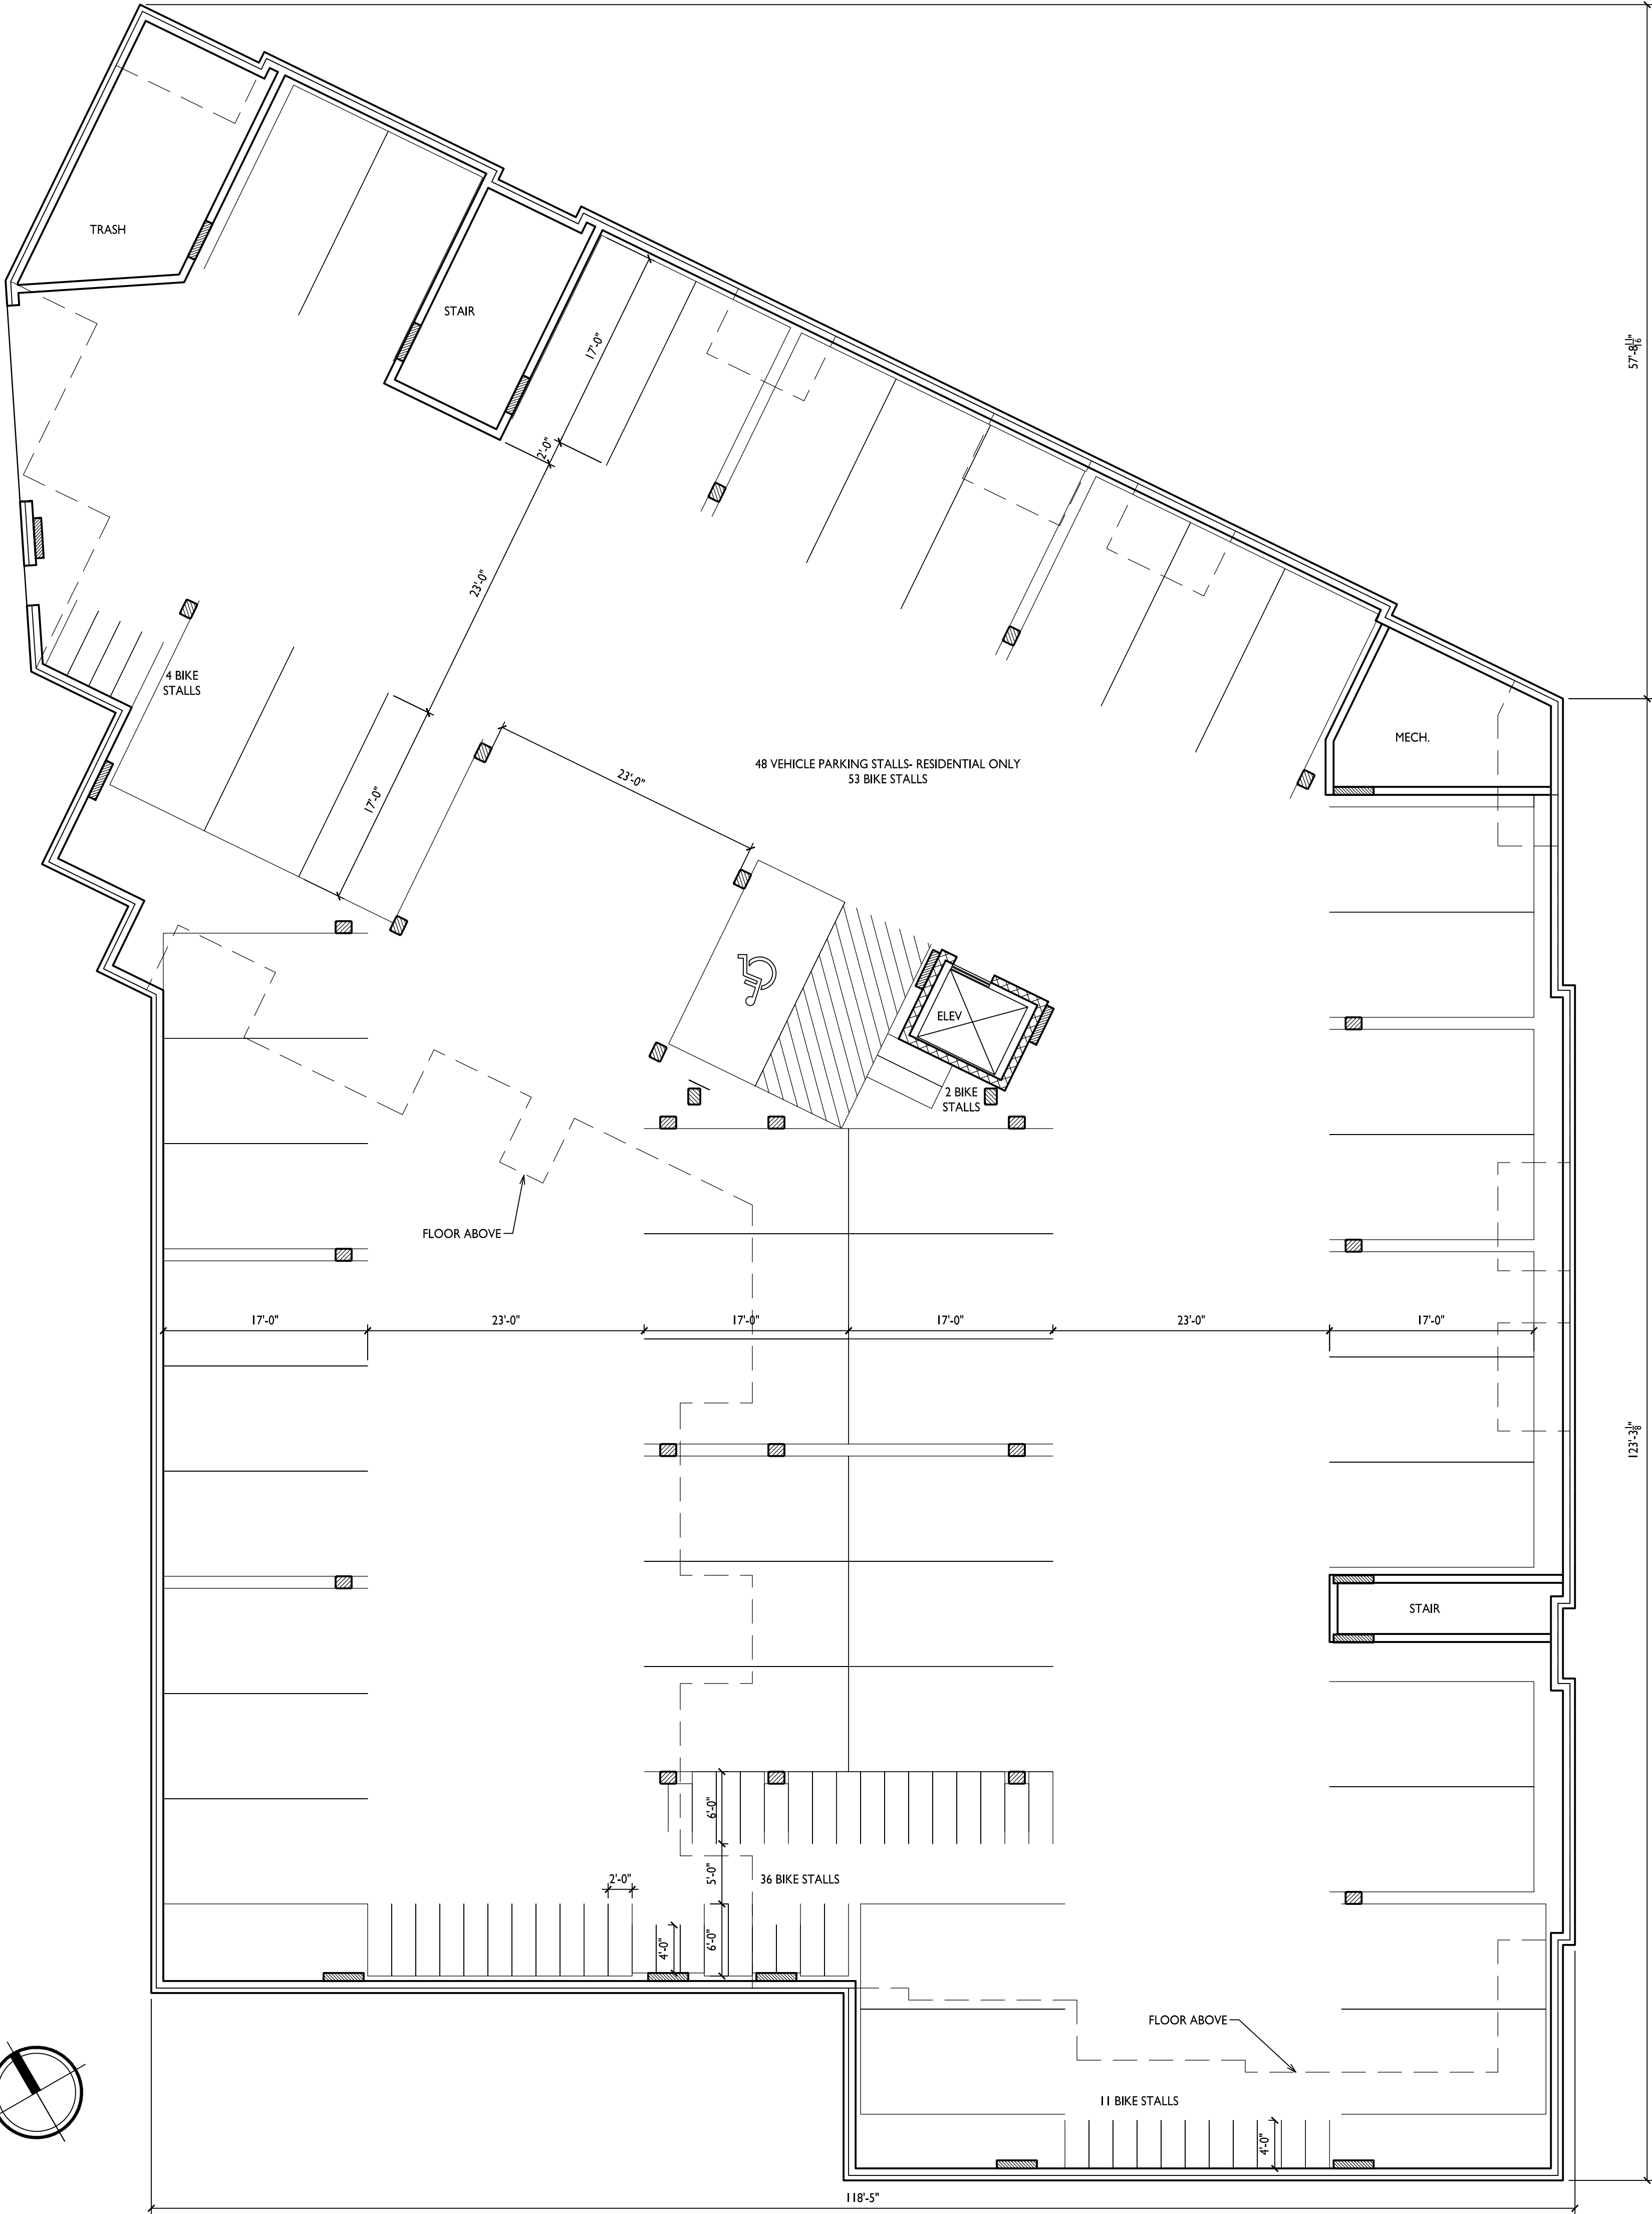 TRASH
STAIR
17'-0"
57'-8 11/16"
2'-0"
23'-0"
4 BIKE
STALLS
MECH.
48 VEHICLE PARKING STALLS- RESIDENTIAL ONLY
53 BIKE STALLS
23'-0"
17'-0"
ELEV
2 BIKE
STALLS
FLOOR ABOVE
17'-0"
23'-0"
17'-0"
17'-0"
23'-0"
17'-0"
123'-3 1/8"
STAIR
6'-0"
5'-0"
36 BIKE STALLS
2'-0"
4'-0"
6'-0"
FLOOR ABOVE
11 BIKE STALLS
4'-0"
118'-5"